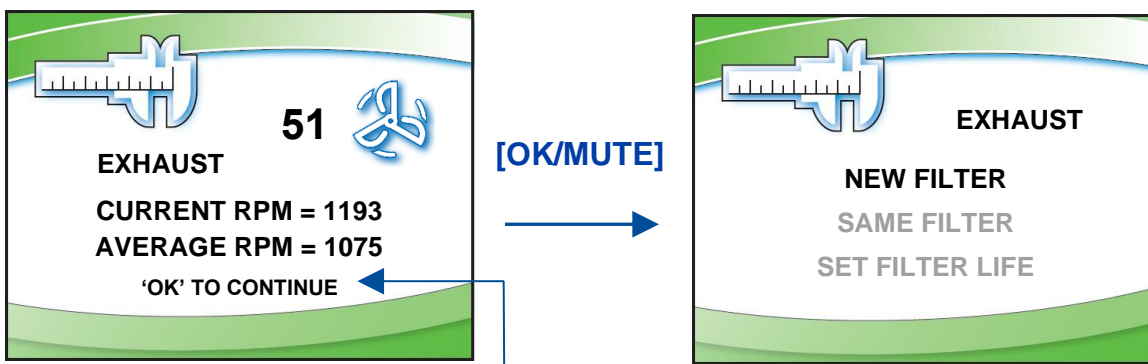 51
EXHAUST
CURRENT RPM = 1193
AVERAGE RPM = 1075
‘OK’ TO CONTINUE
[OK/MUTE]
EXHAUST
NEW FILTER
SAME FILTER
SET FILTER LIFE